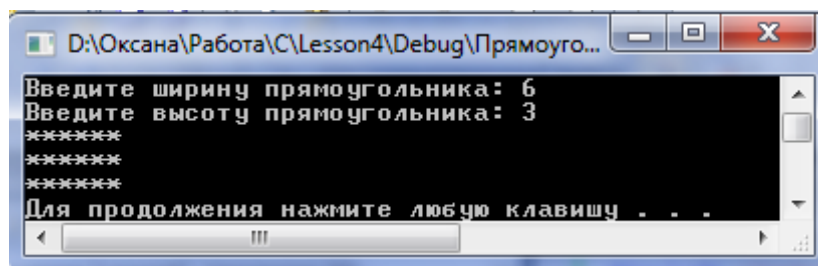 D:\Оксана\Работа\C\Lesson4\Debug\Прямоуго...
Введите ширину прямоугольника: 6
Введите высоту прямоугольника: 3
******
******
******
Для продолжения нажмите любую клавишу . . .